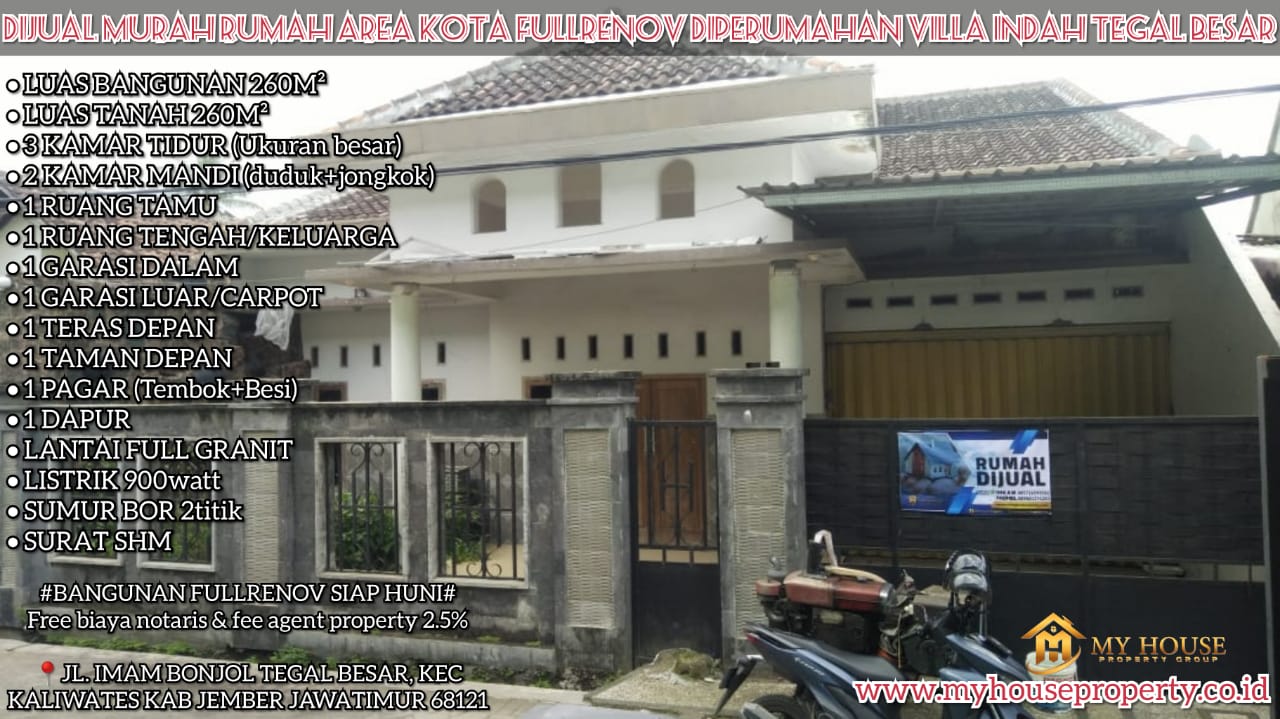 DIJUAL MURAH RUMAH AREA KOTA FULLRENOV DIPERUMAHAN VILLA INDAH TEGAL BESAR
• LUAS BANGUNAN 260M²
• LUAS TANAH 260M²
• 3 KAMAR TIDUR (Ukuran besar)
• 2 KAMAR MANDI (duduk+jongkok)
• 1 RUANG TAMU
• 1 RUANG TENGAH/KELUARGA
• 1 GARASI DALAM
• 1 GARASI LUAR/CARPOT
• 1 TERAS DEPAN
• 1 TAMAN DEPAN
• 1 PAGAR (Tembok+Besi)
• 1 DAPUR
• LANTAI FULL GRANIT
• LISTRIK 900watt
• SUMUR BOR 2titik
• SURAT SHM
#BANGUNAN FULLRENOV SIAP HUNI#
Free biaya notaris & fee agent property 2.5%
📍 JL. IMAM BONJOL TEGAL BESAR, KEC
KALIWATES KAB JEMBER JAWATIMUR 68121
RUMAH
DIJUAL
MY HOUSE
PROPERTY GROUP
www.myhouseproperty.co.id